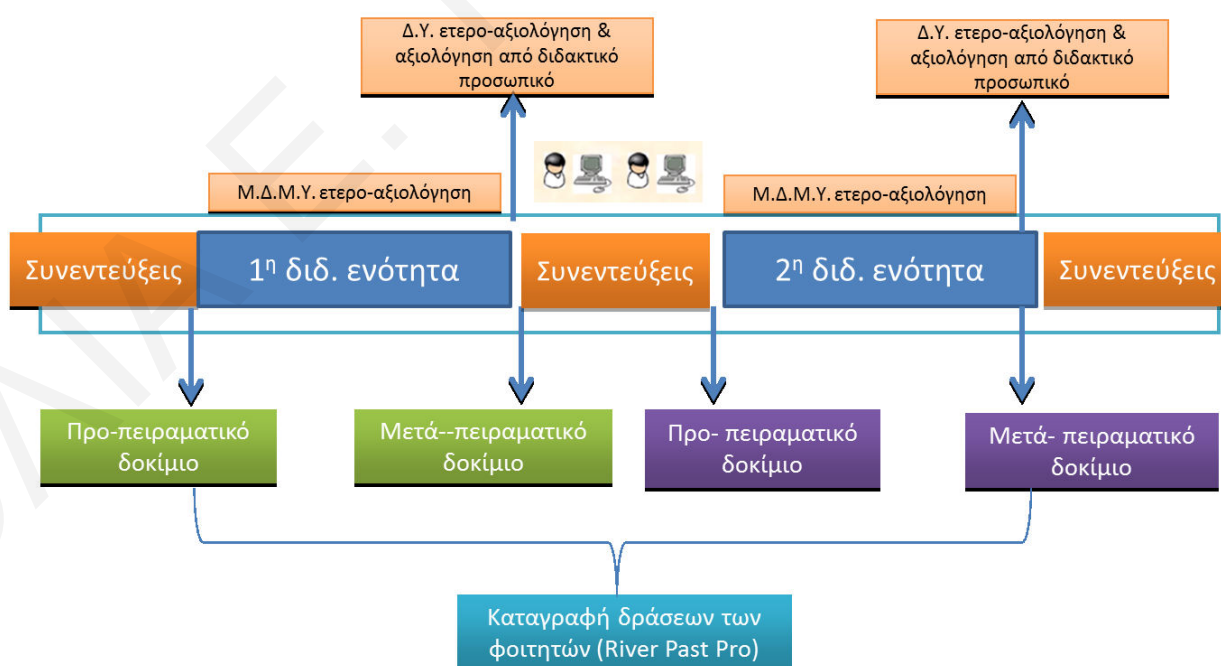 Δ.Υ. ετερο-αξιολόγηση &
αξιολόγηση από διδακτικό
προσωπικό
Δ.Υ. ετερο-αξιολόγηση &
αξιολόγηση από διδακτικό
προσωπικό
Μ.Δ.Μ.Υ. ετερο-αξιολόγηση
Μ.Δ.Μ.Υ. ετερο-αξιολόγηση
Συνεντεύξεις
1η διδ. ενότητα
Συνεντεύξεις
2η διδ. ενότητα
Συνεντεύξεις
Προ-πειραματικό
δοκίμιο
Μετά--πειραματικό
δοκίμιο
Προ- πειραματικό
δοκίμιο
Μετά- πειραματικό
δοκίμιο
Καταγραφή δράσεων των
φοιτητών (River Past Pro)